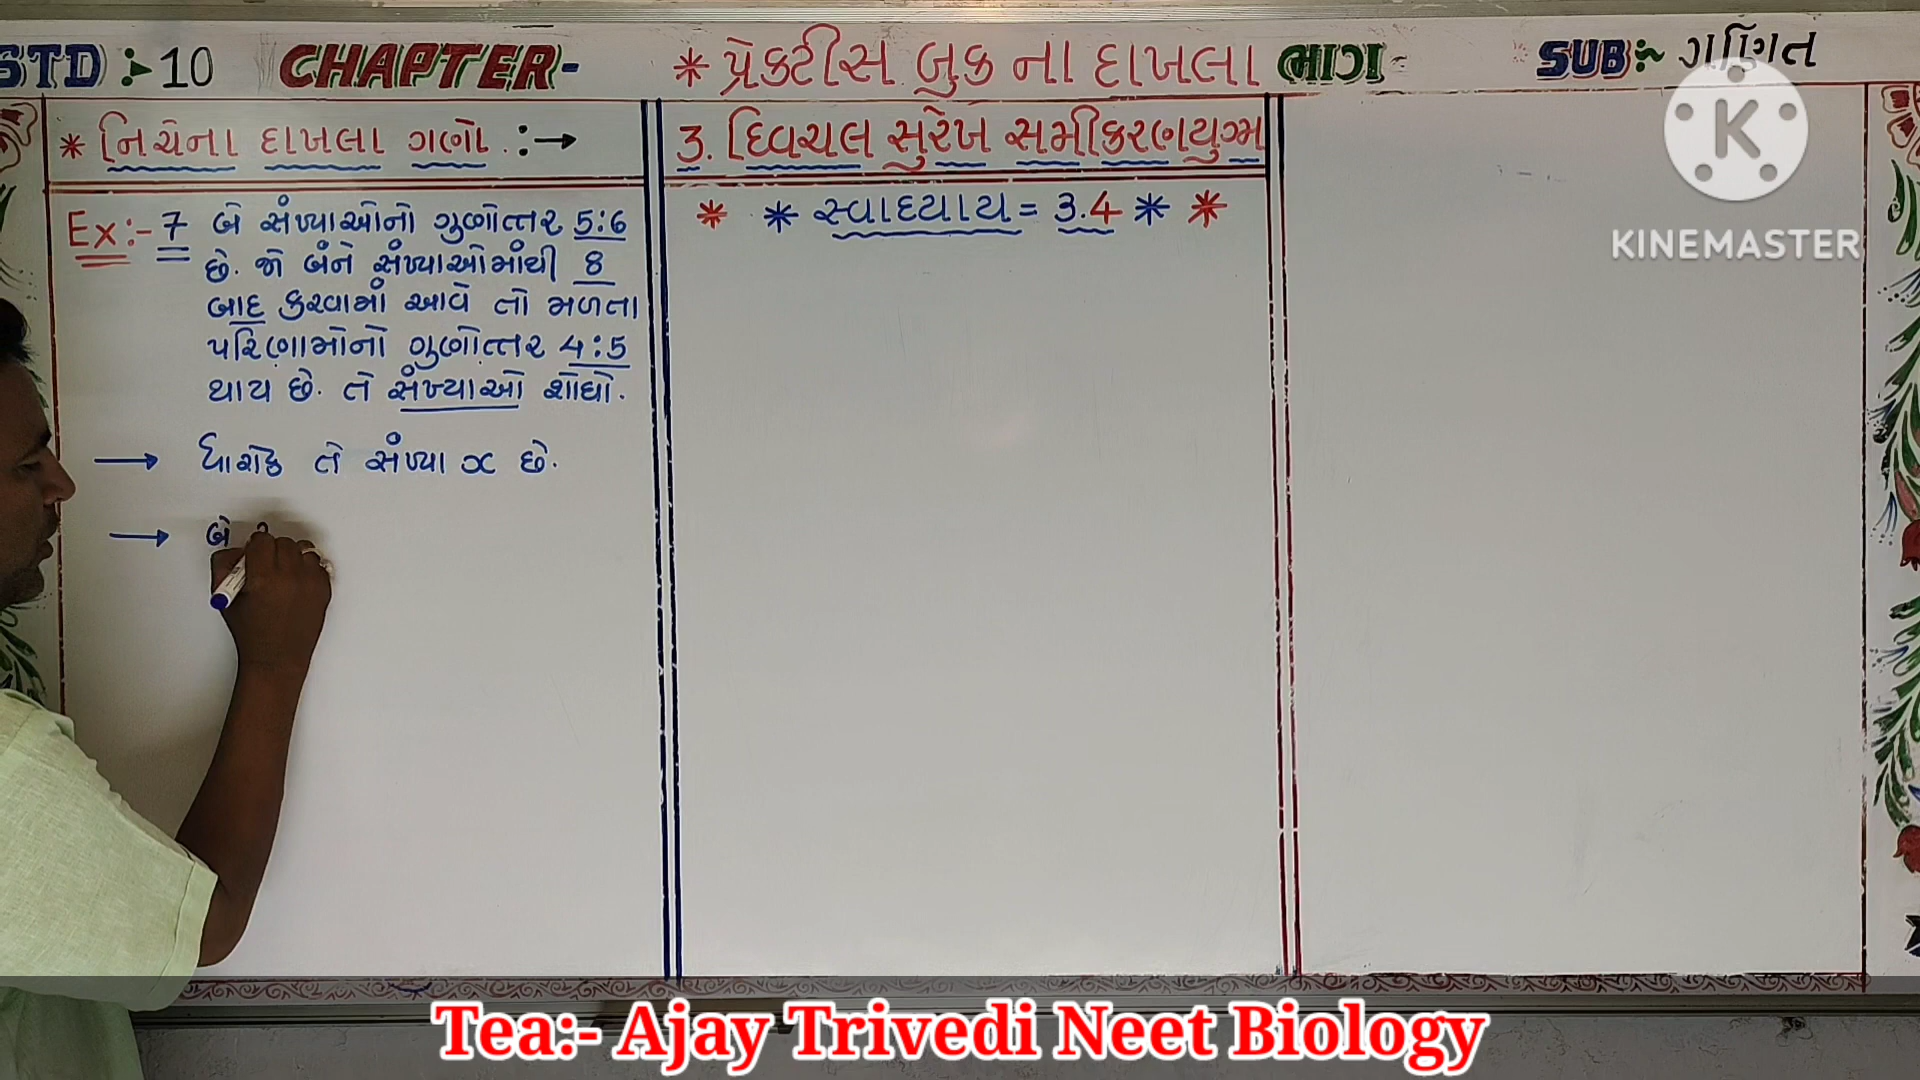 STD :- 10 CHAPTER- * પ્રેક્ટીસ બુક ના દાખલા ભાગ- SUB:~ ગણિત
* નિચેના દાખલા ગણો :→
Ex:- 7 બે સંખ્યાઓનો ગુણોત્તર 5:6
છે. જો બંને સંખ્યાઓમાંથી 8
બાદ કરવામાં આવે તો મળતા
પરિણામોનો ગુણોત્તર 4:5
થાય છે. તે સંખ્યાઓ શોધો.
→ ધારોકે તે સંખ્યા x છે.
→ બે
3. દ્વિચલ સુરેખ સમીકરણયુગ્મ
* * સ્વાધ્યાય = 3.4 * *
K
KINEMASTER
Tea:- Ajay Trivedi Neet Biology